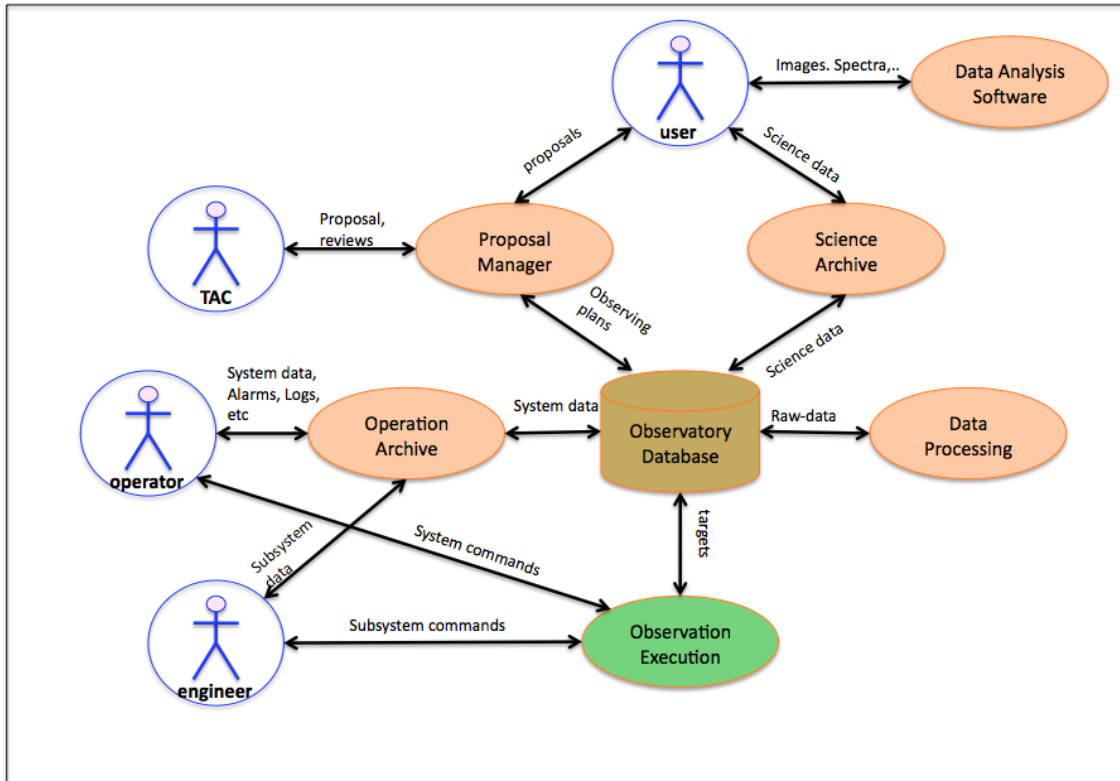 Images. Spectra,..
Data Analysis
Software
user
proposals
Science data
Proposal,
reviews
TAC
Proposal
Manager
Science
Archive
Observing
plans
Science data
System data,
Alarms, Logs,
etc
operator
Operation
Archive
System data
Observatory
Database
Raw-data
Data
Processing
Subsystem
data
System commands
targets
engineer
Subsystem commands
Observation
Execution